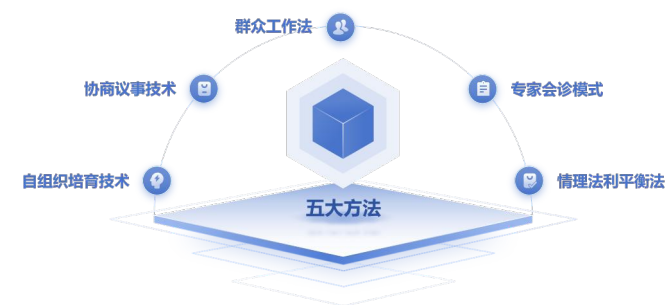 群众工作法
协商议事技术
专家会诊模式
自组织培育技术
情理法利平衡法
五大方法